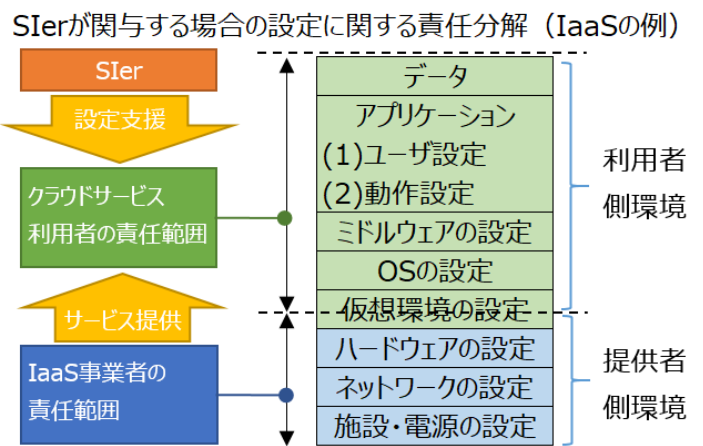 SIerが関与する場合の設定に関する責任分解（IaaSの例）
SIer
設定支援
クラウドサービス
利用者の責任範囲
サービス提供
IaaS事業者の
責任範囲
データ
アプリケーション
(1)ユーザ設定
(2)動作設定
ミドルウェアの設定
OSの設定
仮想環境の設定
ハードウェアの設定
ネットワークの設定
施設・電源の設定
利用者
側環境
提供者
側環境